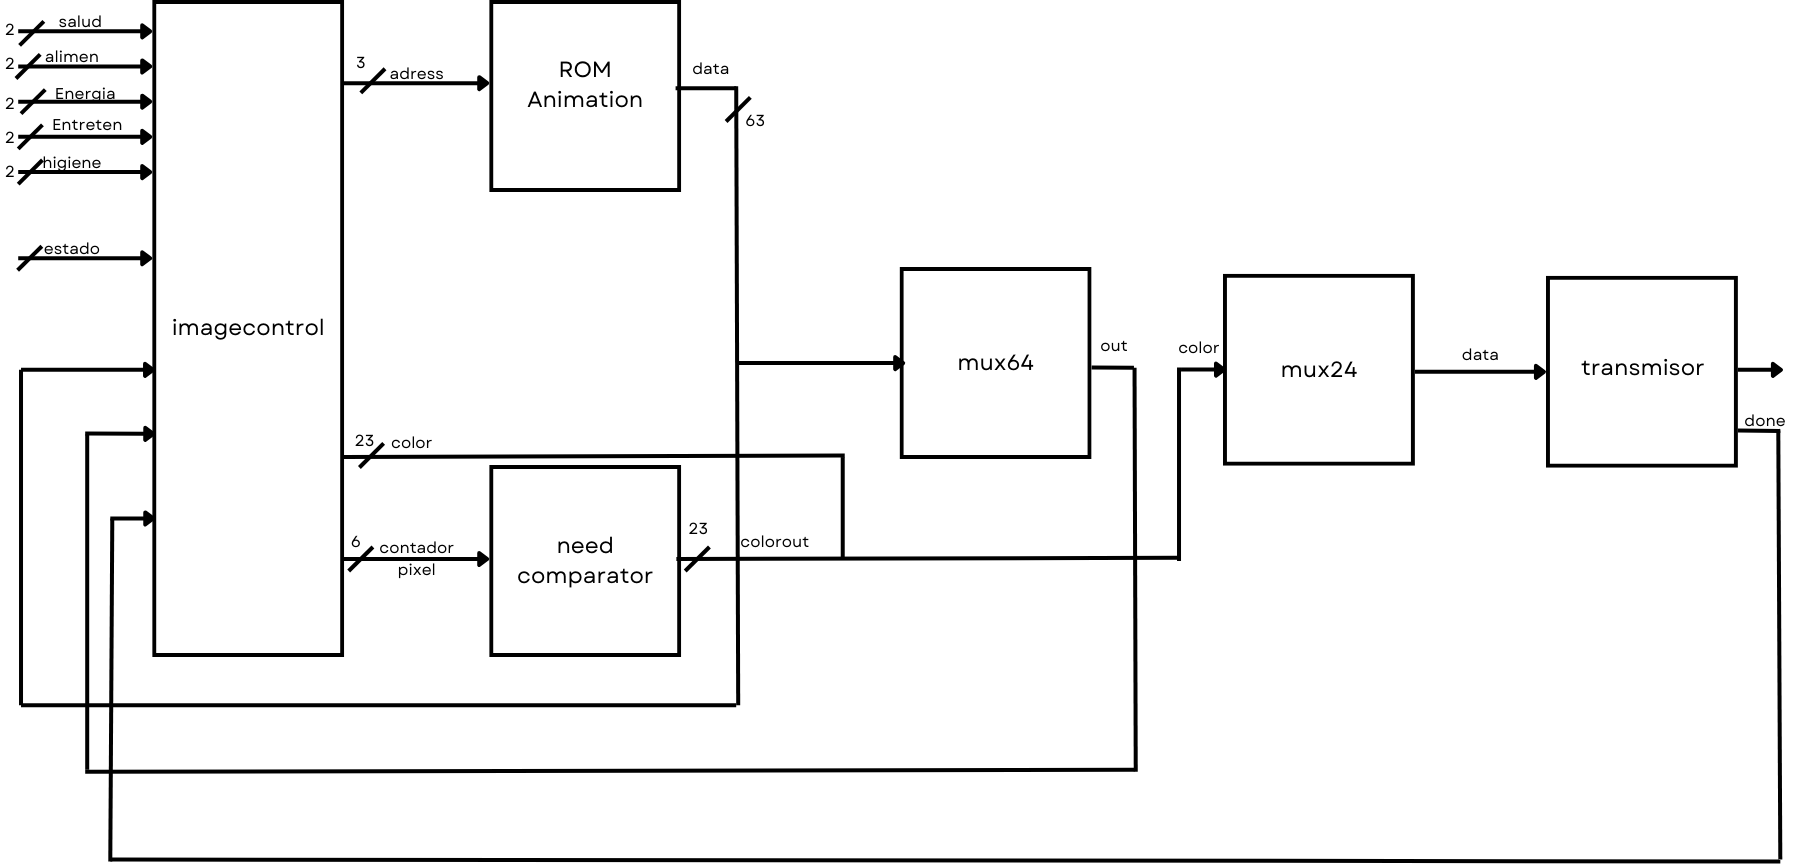 2 salud
2 alimen
2 Energia
2 Entreten
2 higiene
estado
imagecontrol
3
adress
ROM
Animation
data
63
mux64
out
color
mux24
data
transmisor
done
23 color
6 contador
pixel
need
comparator
23
colorout